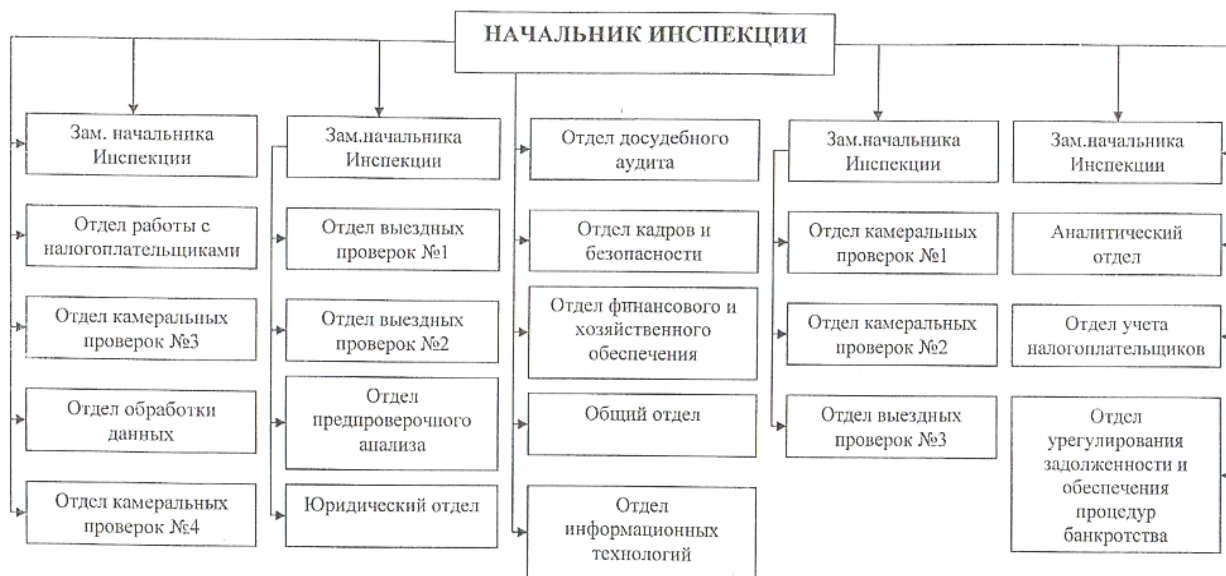 НАЧАЛЬНИК ИНСПЕКЦИИ
Зам. начальника
Инспекции
Отдел работы с
налогоплательщиками
Отдел камеральных
проверок №3
Отдел обработки
данных
Отдел камеральных
проверок №4
Зам.начальника
Инспекции
Отдел выездных
проверок №1
Отдел выездных
проверок №2
Отдел
предпроверочного
анализа
Юридический отдел
Отдел досудебного
аудита
Отдел кадров и
безопасности
Отдел финансового и
хозяйственного
обеспечения
Общий отдел
Отдел
информационных
технологий
Зам.начальника
Инспекции
Отдел камеральных
проверок №1
Отдел камеральных
проверок №2
Отдел выездных
проверок №3
Зам.начальника
Инспекции
Аналитический
отдел
Отдел учета
налогоплательщиков
Отдел
урегулирования
задолженности и
обеспечения
процедур
банкротства